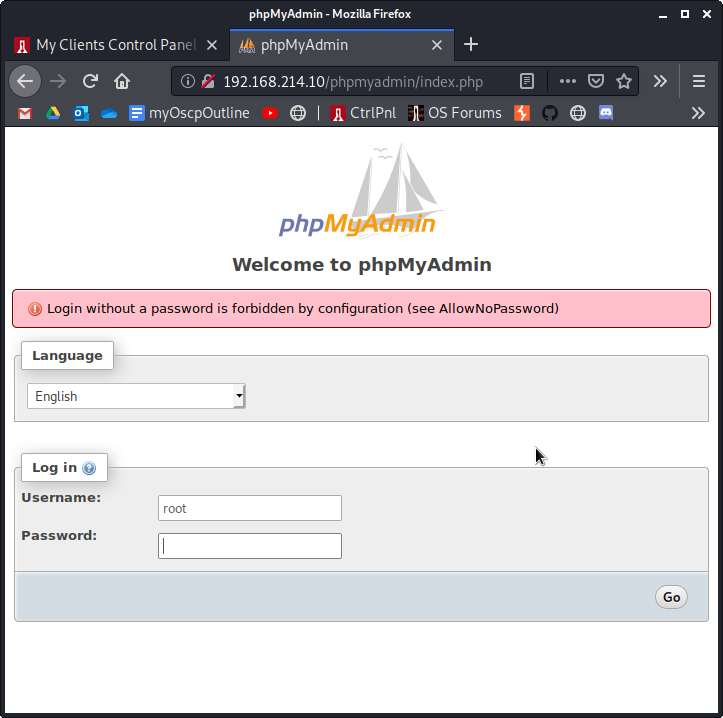 phpMyAdmin - Mozilla Firefox
My Clients Control Panel
phpMyAdmin
192.168.214.10/phpmyadmin/index.php
myOscpOutline
CtrlPnl
OS Forums
phpMyAdmin
Welcome to phpMyAdmin
Login without a password is forbidden by configuration (see AllowNoPassword)
Language
English
Log in
Username:
root
Password:
Go